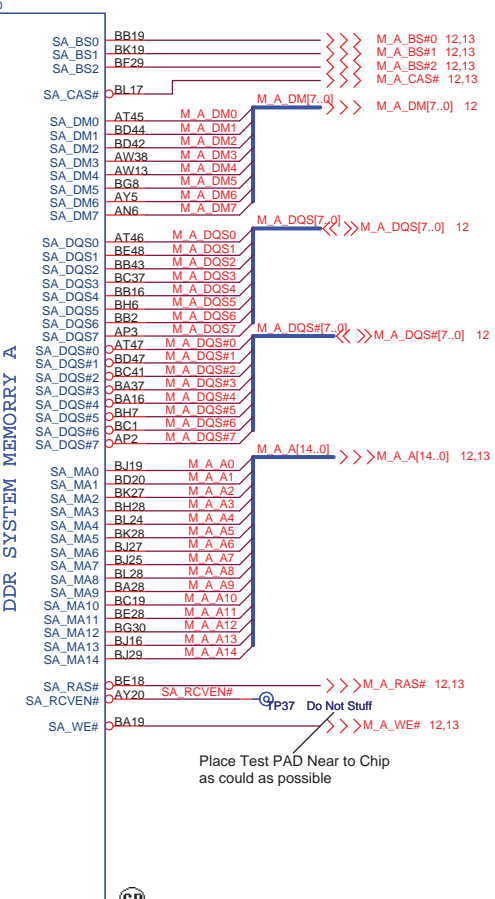 SA_BS0 BB19 M_A_BS#0 12,13
SA_BS1 BK19 M_A_BS#1 12,13
SA_BS2 BF29 M_A_BS#2 12,13
SA_CAS# BL17 M_A_CAS# 12,13
M_A_DM[7..0] M_A_DM[7..0] 12
SA_DM0 AT45 M_A_DM0
SA_DM1 BD44 M_A_DM1
SA_DM2 BD42 M_A_DM2
SA_DM3 AW38 M_A_DM3
SA_DM4 AW13 M_A_DM4
SA_DM5 BG8 M_A_DM5
SA_DM6 AY5 M_A_DM6
SA_DM7 AN6 M_A_DM7
M_A_DQS[7..0] M_A_DQS[7..0] 12
SA_DQS0 AT46 M_A_DQS0
SA_DQS1 BE48 M_A_DQS1
SA_DQS2 BB43 M_A_DQS2
SA_DQS3 BC37 M_A_DQS3
SA_DQS4 BB16 M_A_DQS4
SA_DQS5 BH6 M_A_DQS5
SA_DQS6 BB2 M_A_DQS6
SA_DQS7 AP3 M_A_DQS7
M_A_DQS#[7..0] M_A_DQS#[7..0] 12
SA_DQS#0 AT47 M_A_DQS#0
SA_DQS#1 BD47 M_A_DQS#1
SA_DQS#2 BC41 M_A_DQS#2
SA_DQS#3 BA37 M_A_DQS#3
SA_DQS#4 BA16 M_A_DQS#4
SA_DQS#5 BH7 M_A_DQS#5
SA_DQS#6 BC1 M_A_DQS#6
SA_DQS#7 AP2 M_A_DQS#7
DDR SYSTEM MEMORRY A
M_A_A[14..0] M_A_A[14..0] 12,13
SA_MA0 BJ19 M_A_A0
SA_MA1 BD20 M_A_A1
SA_MA2 BK27 M_A_A2
SA_MA3 BH28 M_A_A3
SA_MA4 BL24 M_A_A4
SA_MA5 BK28 M_A_A5
SA_MA6 BJ27 M_A_A6
SA_MA7 BJ25 M_A_A7
SA_MA8 BL28 M_A_A8
SA_MA9 BA28 M_A_A9
SA_MA10 BC19 M_A_A10
SA_MA11 BE28 M_A_A11
SA_MA12 BG30 M_A_A12
SA_MA13 BJ16 M_A_A13
SA_MA14 BJ29 M_A_A14
SA_RAS# BE18 M_A_RAS# 12,13
SA_RCVEN# AY20 SA_RCVEN# TP37 Do Not Stuff
SA_WE# BA19 M_A_WE# 12,13
Place Test PAD Near to Chip
as could as possible